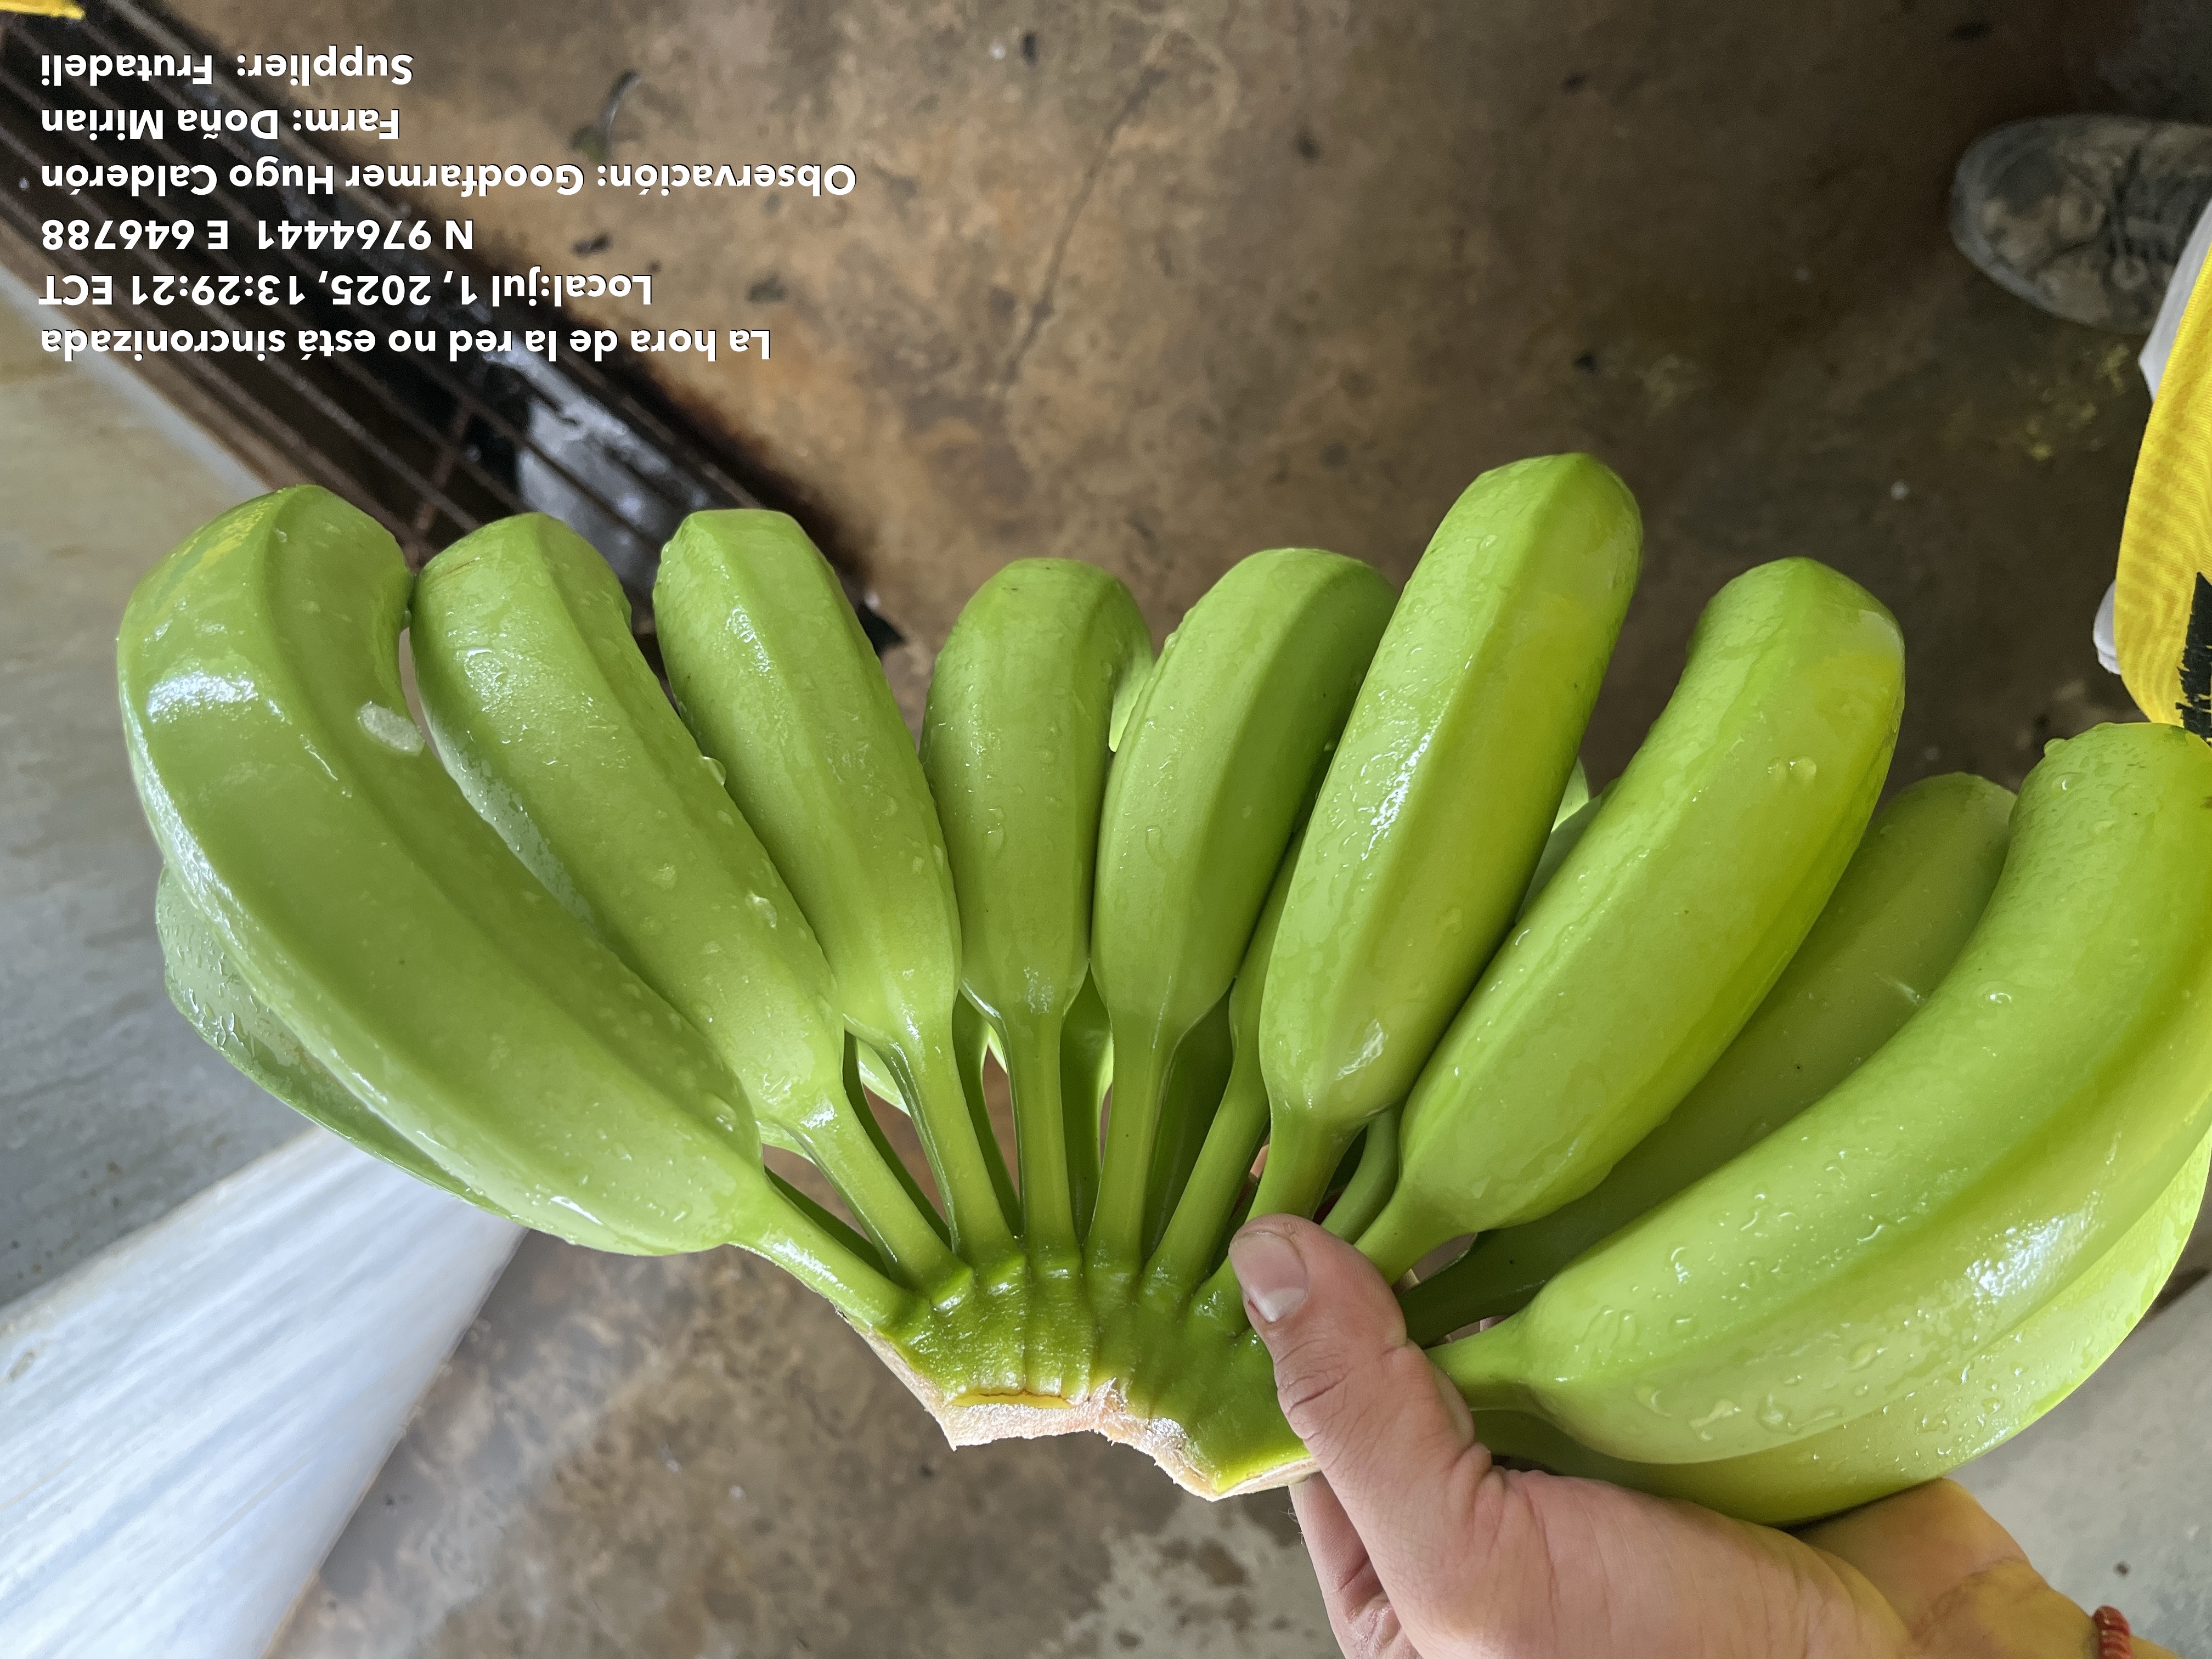 La hora de la red no está sincronizada
Local:jul 1, 2025, 13:29:21 ECT
N 9764441 E 646788
Observación: Goodfarmer Hugo Calderón
Farm: Doña Mirian
Supplier: Frutadeli